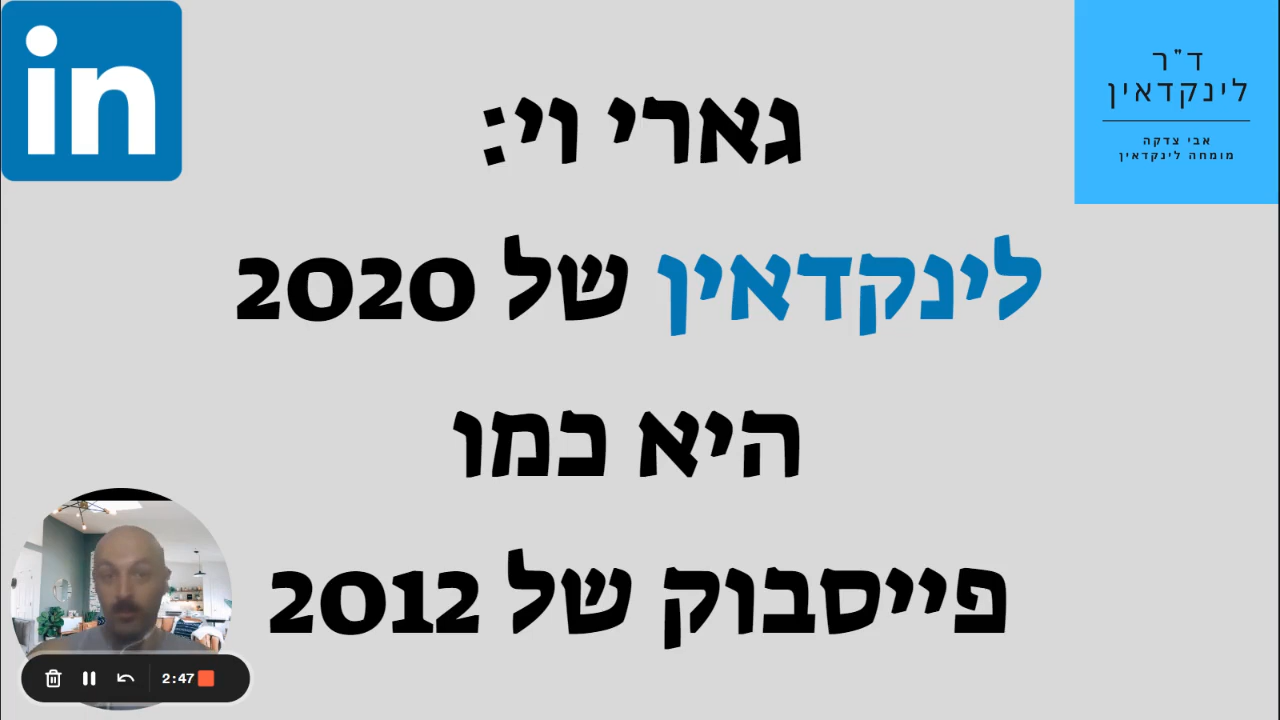 in
ד"ר
לינקדאין
אבי צדקה
מומחה לינקדאין
גארי וי:
לינקדאין של 2020
היא כמו
פייסבוק של 2012
2:47